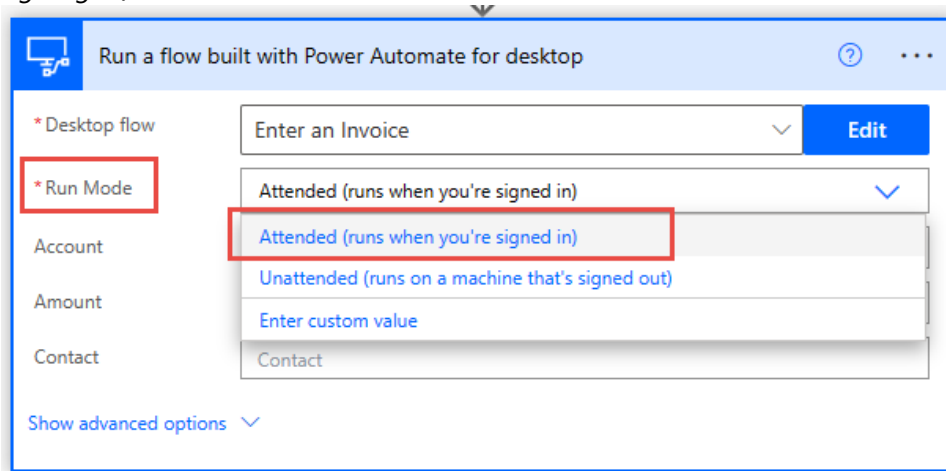 Run a flow built with Power Automate for desktop
* Desktop flow
Enter an Invoice
Edit
* Run Mode
Attended (runs when you're signed in)
Attended (runs when you're signed in)
Account
Unattended (runs on a machine that's signed out)
Amount
Enter custom value
Contact
Contact
Show advanced options